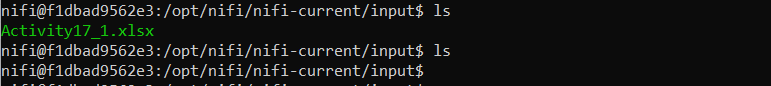 nifi@f1dbad9562e3:/opt/nifi/nifi-current/input$ ls
Activity17_1.xlsx
nifi@f1dbad9562e3:/opt/nifi/nifi-current/input$ ls
nifi@f1dbad9562e3:/opt/nifi/nifi-current/input$